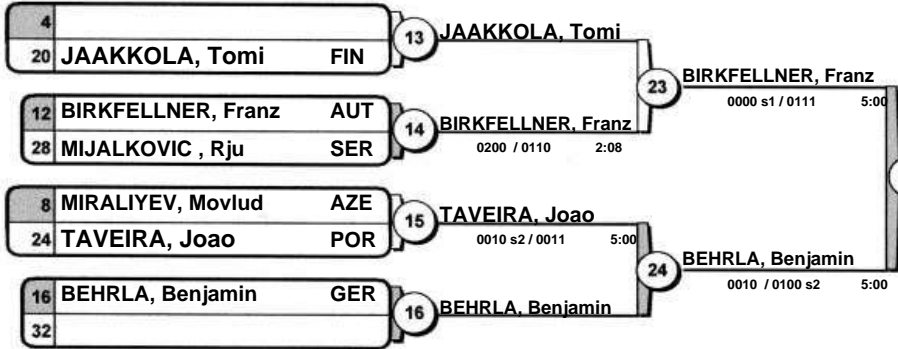 4
20 JAAKKOLA, Tomi FIN
13 JAAKKOLA, Tomi
12 BIRKFELLNER, Franz AUT
28 MIJALKOVIC , Rju SER
14 BIRKFELLNER, Franz
0200 / 0110 2:08
23 BIRKFELLNER, Franz
0000 s1 / 0111 5:00
8 MIRALIYEV, Movlud AZE
24 TAVEIRA, Joao POR
15 TAVEIRA, Joao
0010 s2 / 0011 5:00
16 BEHRLA, Benjamin GER
32
16 BEHRLA, Benjamin
24 BEHRLA, Benjamin
0010 / 0100 s2 5:00